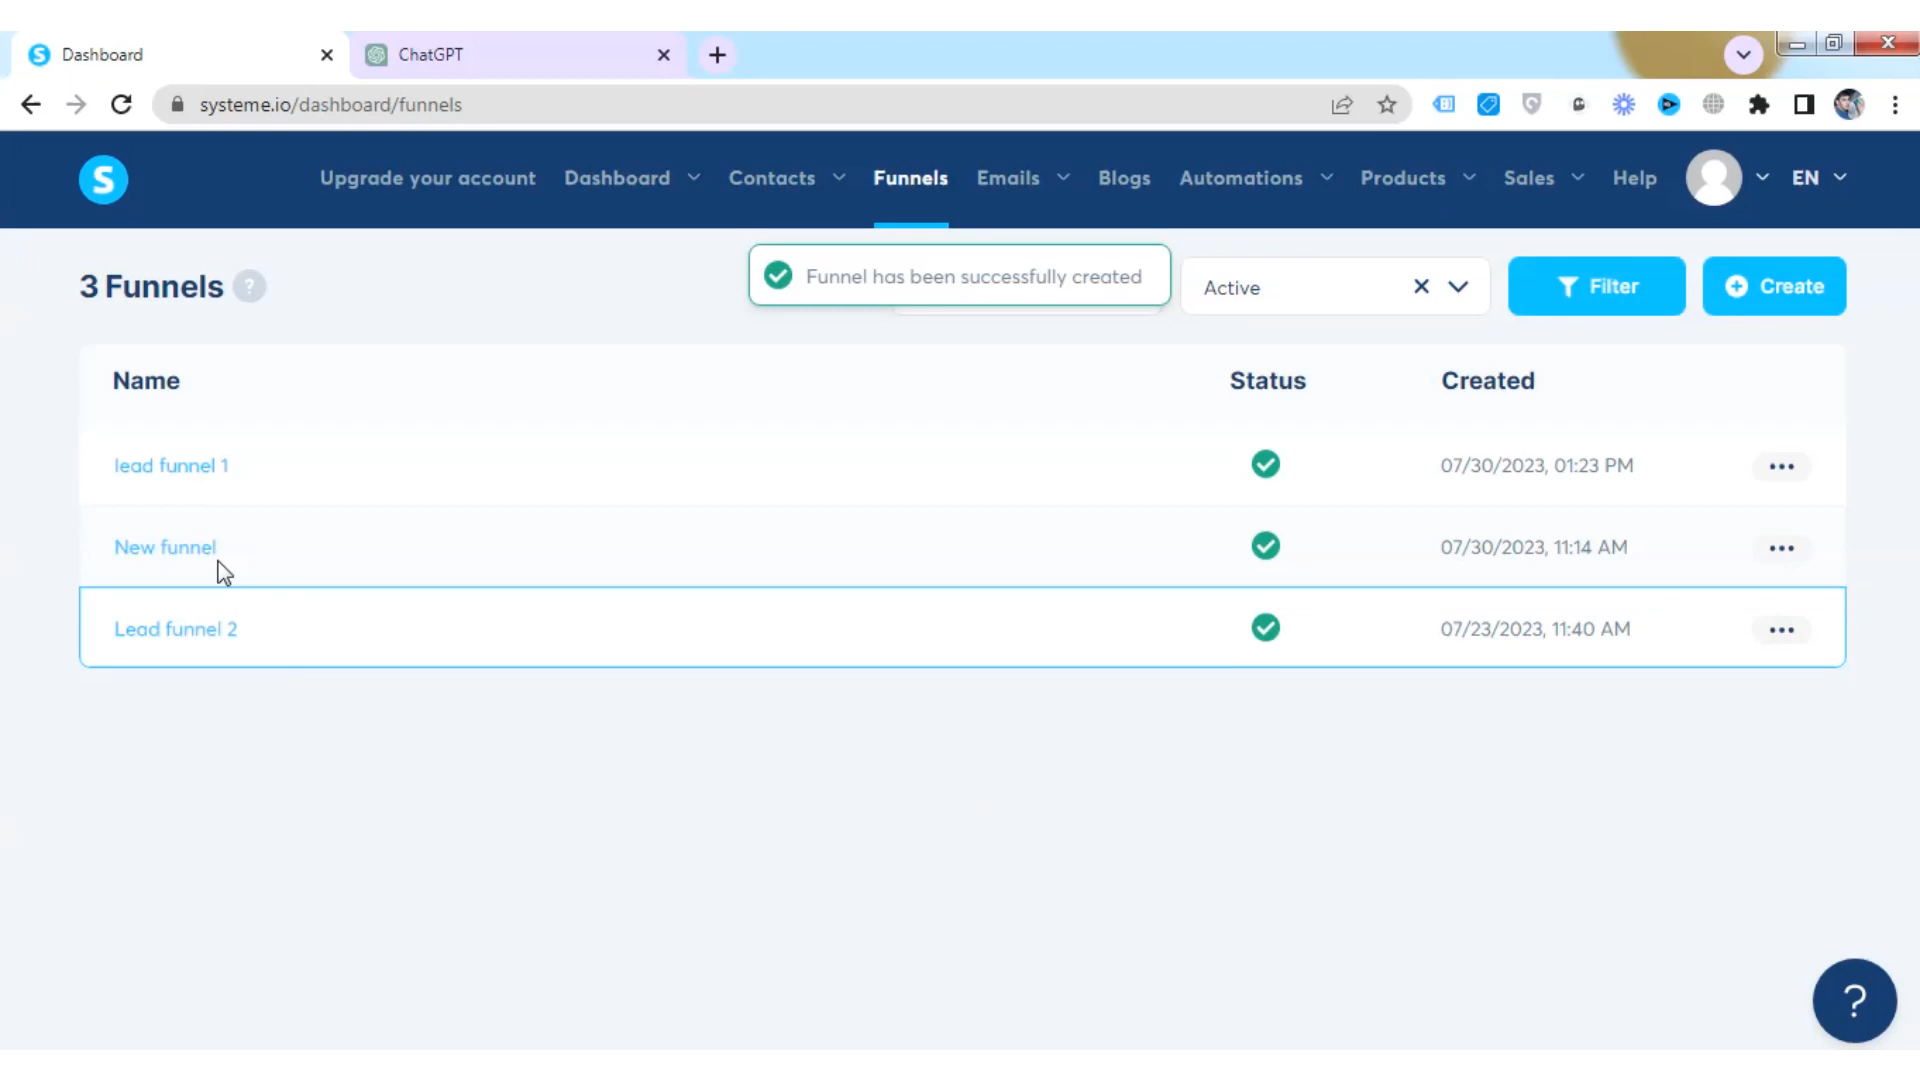 Dashboard
ChatGPT
systeme.io/dashboard/funnels
S
Upgrade your account
Dashboard
Contacts
Funnels
Emails
Blogs
Automations
Products
Sales
Help
EN
3 Funnels
?
Funnel has been successfully created
Active
Filter
Create
Name
Status
Created
lead funnel 1
07/30/2023, 01:23 PM
New funnel
07/30/2023, 11:14 AM
Lead funnel 2
07/23/2023, 11:40 AM
?